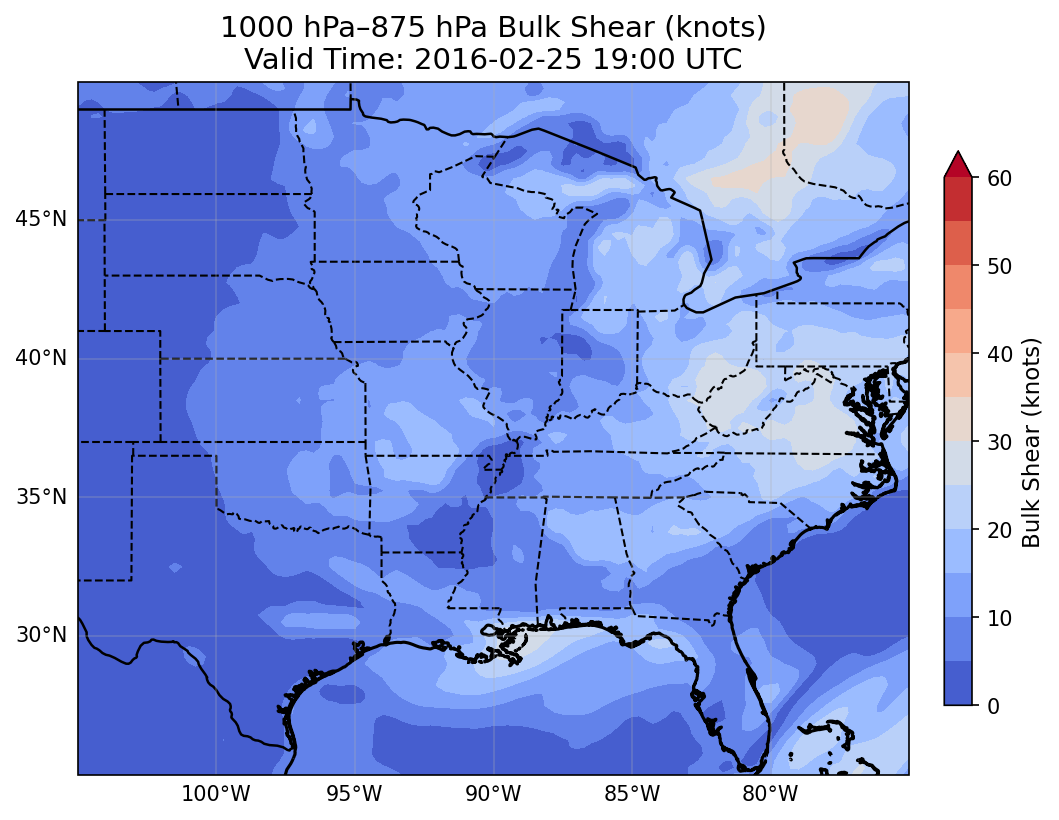 1000 hPa–875 hPa Bulk Shear (knots)
Valid Time: 2016-02-25 19:00 UTC
45°N
40°N
35°N
30°N
100°W
95°W
90°W
85°W
80°W
60
50
40
30
20
10
0
Bulk Shear (knots)